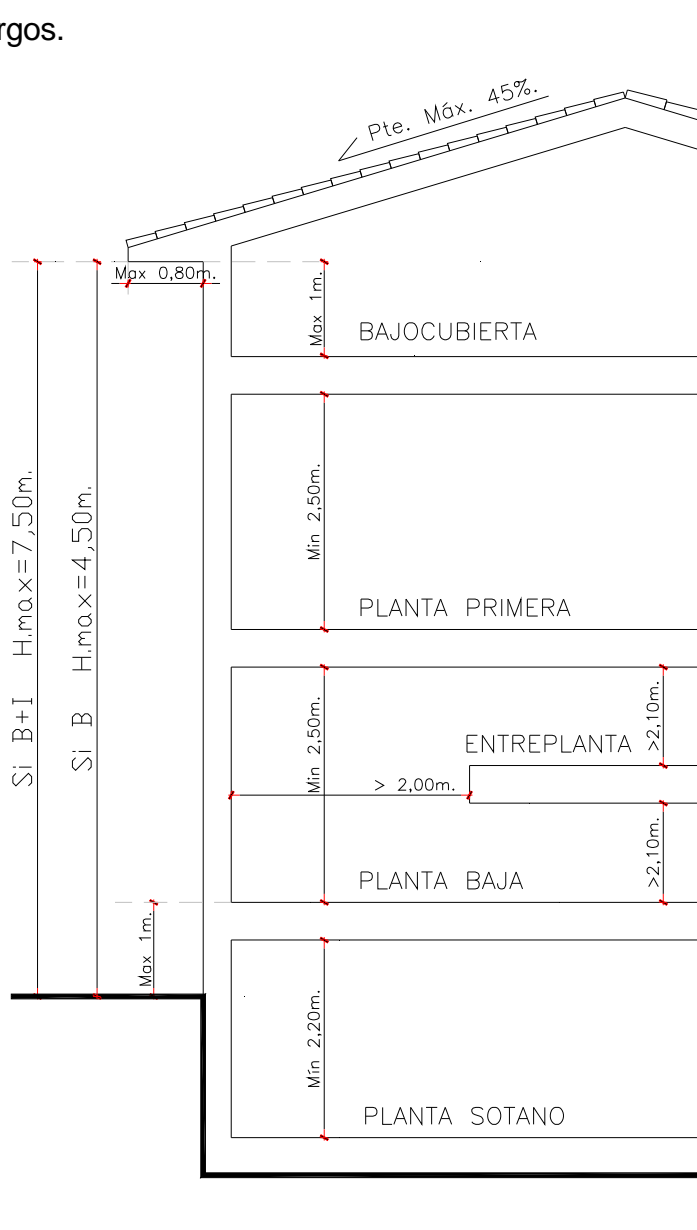 rgos.
Pte. Máx. 45%.
Max 0,80m.
Max 1m.
BAJOCUBIERTA
Si B+I H.max=7,50m.
Si B H.max=4,50m.
Min 2,50m.
PLANTA PRIMERA
Min 2,50m.
ENTREPLANTA
>2,10m.
> 2,00m.
>2,10m.
PLANTA BAJA
Max 1m.
Mín 2,20m.
PLANTA SOTANO